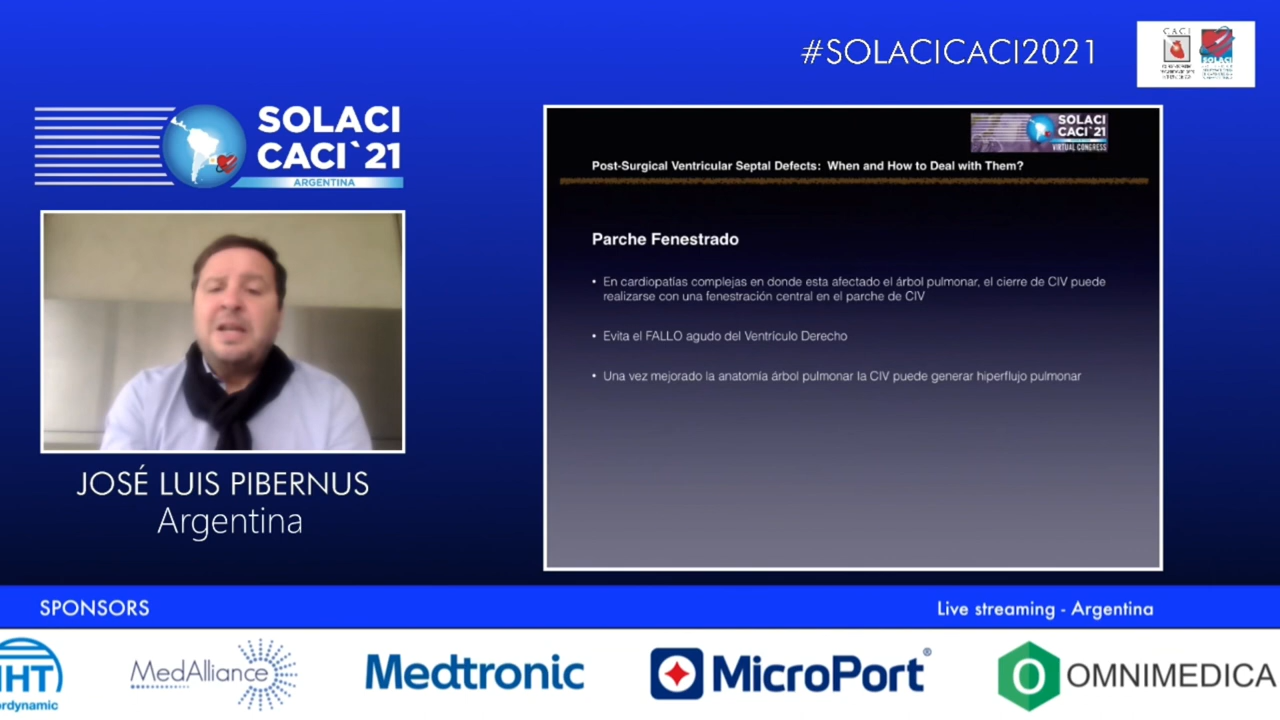 #SOLACICACI2021
CACI
SOLACI
SOLACI
CACI`21
ARGENTINA
SOLACI
CACI`21
VIRTUAL CONGRESS
Post-Surgical Ventricular Septal Defects: When and How to Deal with Them?
Parche Fenestrado
• En cardiopatías complejas en donde esta afectado el árbol pulmonar, el cierre de CIV puede
realizarse con una fenestración central en el parche de CIV
• Evita el FALLO agudo del Ventrículo Derecho
• Una vez mejorado la anatomía árbol pulmonar la CIV puede generar hiperflujo pulmonar
JOSÉ LUIS PIBERNUS
Argentina
SPONSORS
Live streaming - Argentina
IHT
rdynamic
MedAlliance
Medtronic
MicroPort®
OMNIMEDICA